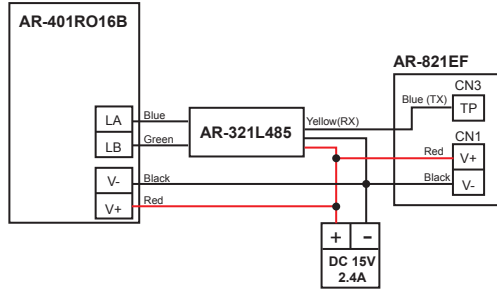 AR-401RO16B
AR-821EF
CN3
Blue (TX)
TP
LA
Blue
Yellow(RX)
AR-321L485
LB
Green
CN1
Red
V+
V-
Black
Black
V-
V+
Red
+
−
DC 15V
2.4A